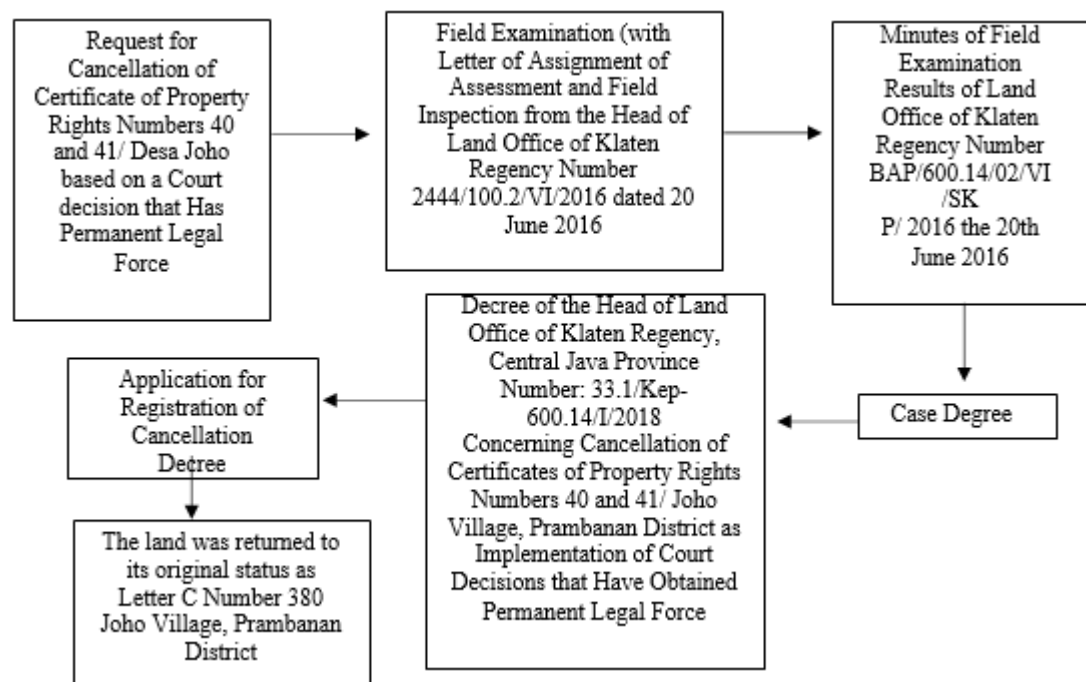 Request for
Cancellation of
Certificate of Property
Rights Numbers 40
and 41/ Desa Joho
based on a Court
decision that Has
Permanent Legal
Force
Field Examination (with
Letter of Assignment of
Assessment and Field
Inspection from the Head of
Land Office of Klaten
Regency Number
2444/100.2/VI/2016 dated 20
June 2016
Minutes of Field
Examination
Results of Land
Office of Klaten
Regency Number
BAP/600.14/02/VI
/SK
P/ 2016 the 20th
June 2016
Case Degree
Decree of the Head of Land
Office of Klaten Regency,
Central Java Province
Number: 33.1/Kep-
600.14/I/2018
Concerning Cancellation of
Certificates of Property Rights
Numbers 40 and 41/ Joho
Village, Prambanan District as
Implementation of Court
Decisions that Have Obtained
Permanent Legal Force
Application for
Registration of
Cancellation
Decree
The land was returned to
its original status as
Letter C Number 380
Joho Village, Prambanan
District